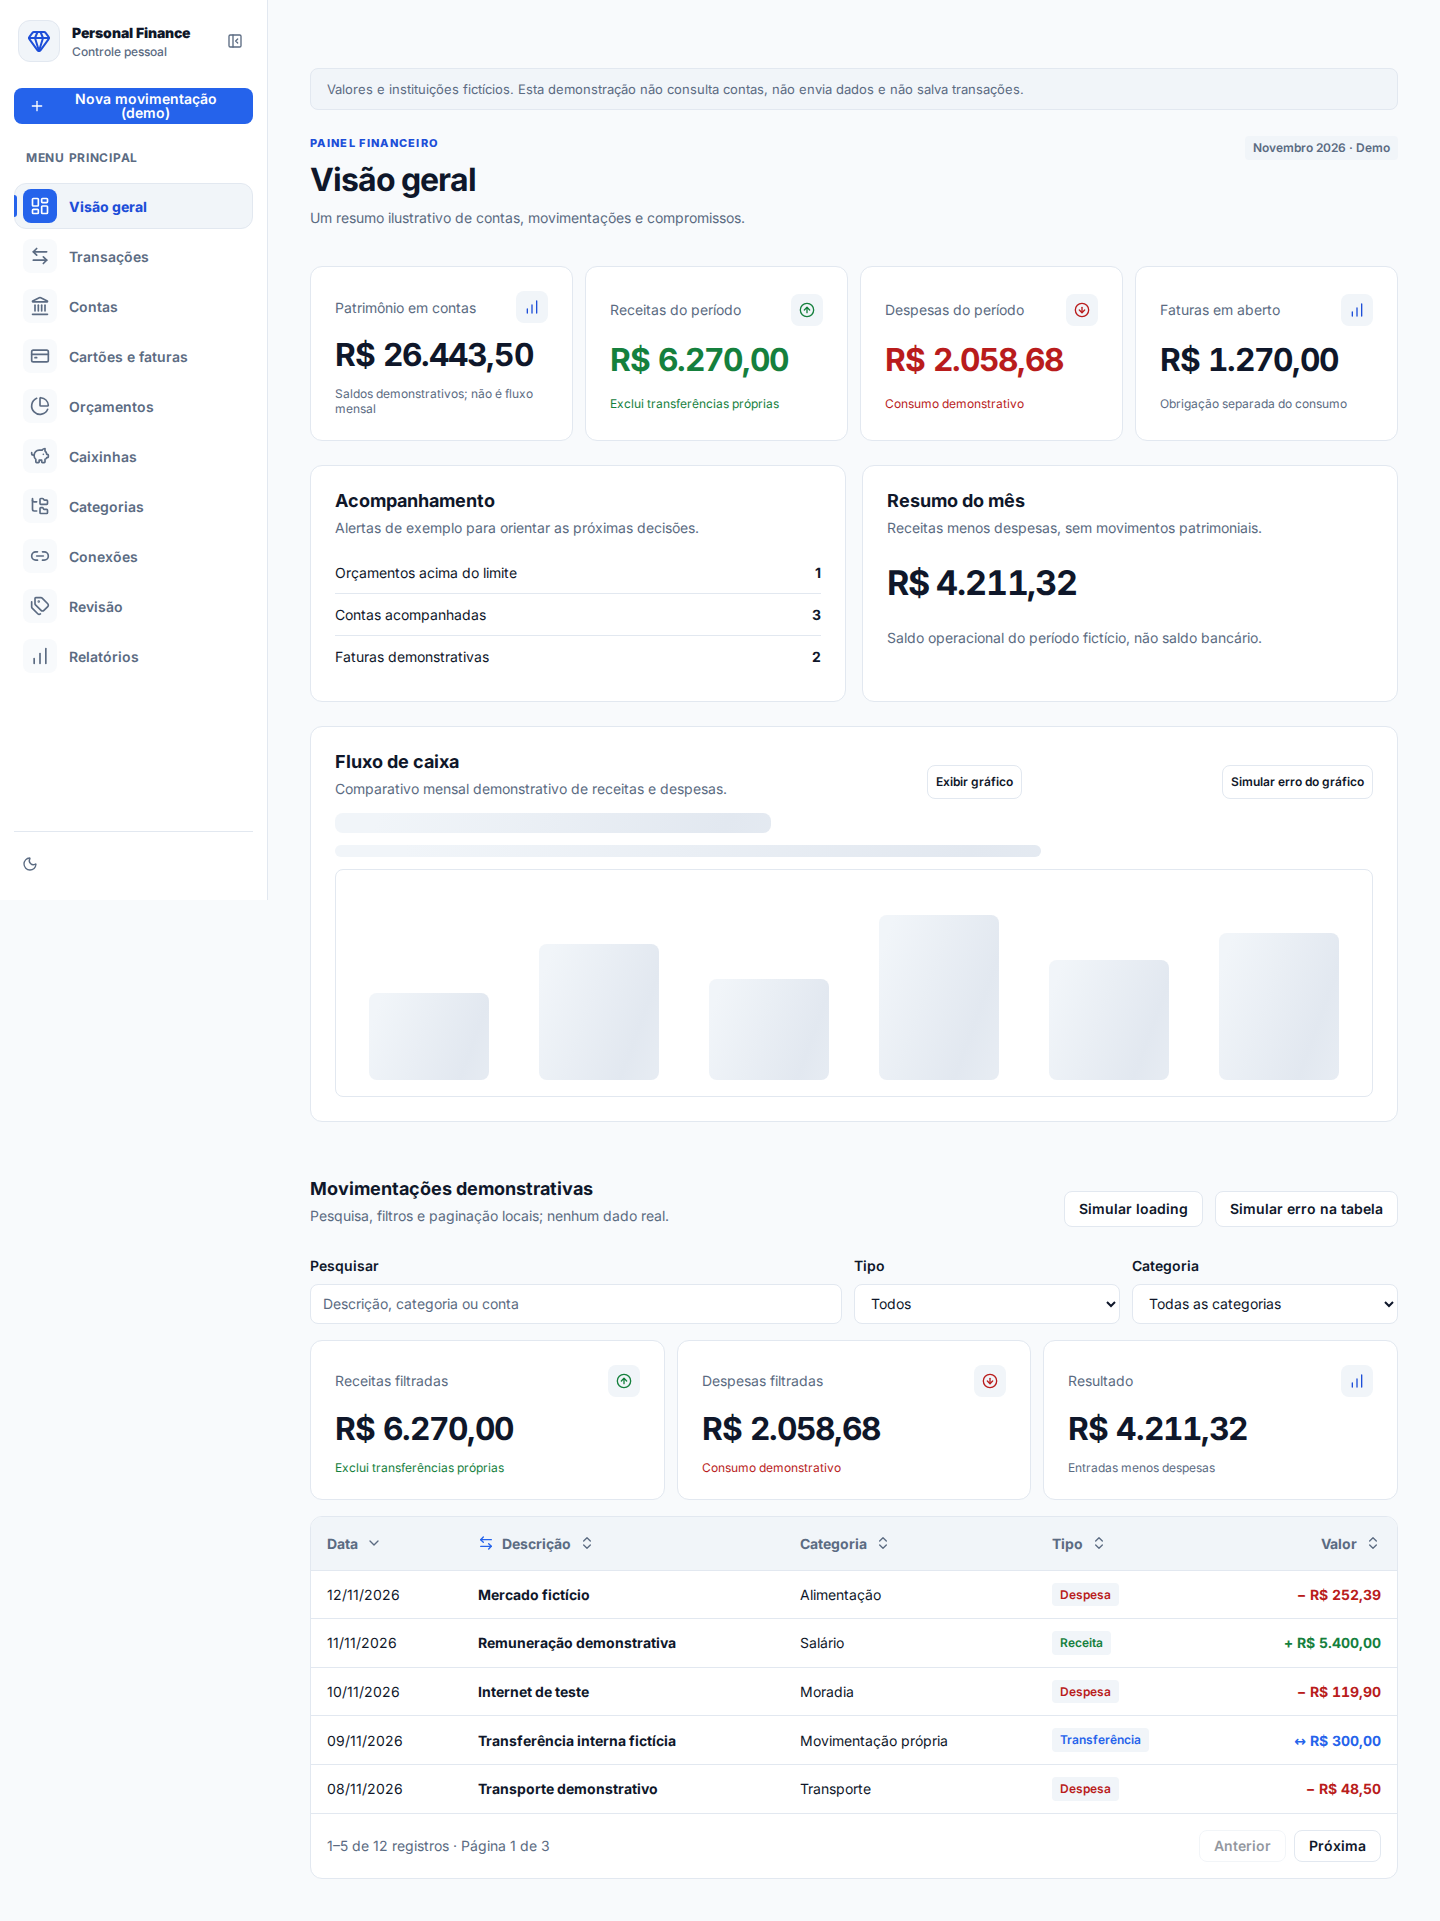 Personal Finance
Controle pessoal
Nova movimentação
(demo)
MENU PRINCIPAL
Visão geral
Transações
Contas
Cartões e faturas
Orçamentos
Caixinhas
Categorias
Conexões
Revisão
Relatórios
Valores e instituições fictícios. Esta demonstração não consulta contas, não envia dados e não salva transações.
PAINEL FINANCEIRO
Novembro 2026 · Demo
Visão geral
Um resumo ilustrativo de contas, movimentações e compromissos.
Patrimônio em contas
R$ 26.443,50
Saldos demonstrativos; não é fluxo
mensal
Receitas do período
R$ 6.270,00
Exclui transferências próprias
Despesas do período
R$ 2.058,68
Consumo demonstrativo
Faturas em aberto
R$ 1.270,00
Obrigação separada do consumo
Acompanhamento
Alertas de exemplo para orientar as próximas decisões.
Orçamentos acima do limite 1
Contas acompanhadas 3
Faturas demonstrativas 2
Resumo do mês
Receitas menos despesas, sem movimentos patrimoniais.
R$ 4.211,32
Saldo operacional do período fictício, não saldo bancário.
Fluxo de caixa
Comparativo mensal demonstrativo de receitas e despesas.
Exibir gráfico
Simular erro do gráfico
Movimentações demonstrativas
Pesquisa, filtros e paginação locais; nenhum dado real.
Simular loading
Simular erro na tabela
Pesquisar
Descrição, categoria ou conta
Tipo
Todos
Categoria
Todas as categorias
Receitas filtradas
R$ 6.270,00
Exclui transferências próprias
Despesas filtradas
R$ 2.058,68
Consumo demonstrativo
Resultado
R$ 4.211,32
Entradas menos despesas
Data Descrição Categoria Tipo Valor
12/11/2026 Mercado fictício Alimentação Despesa − R$ 252,39
11/11/2026 Remuneração demonstrativa Salário Receita + R$ 5.400,00
10/11/2026 Internet de teste Moradia Despesa − R$ 119,90
09/11/2026 Transferência interna fictícia Movimentação própria Transferência ↔ R$ 300,00
08/11/2026 Transporte demonstrativo Transporte Despesa − R$ 48,50
1–5 de 12 registros · Página 1 de 3
Anterior
Próxima